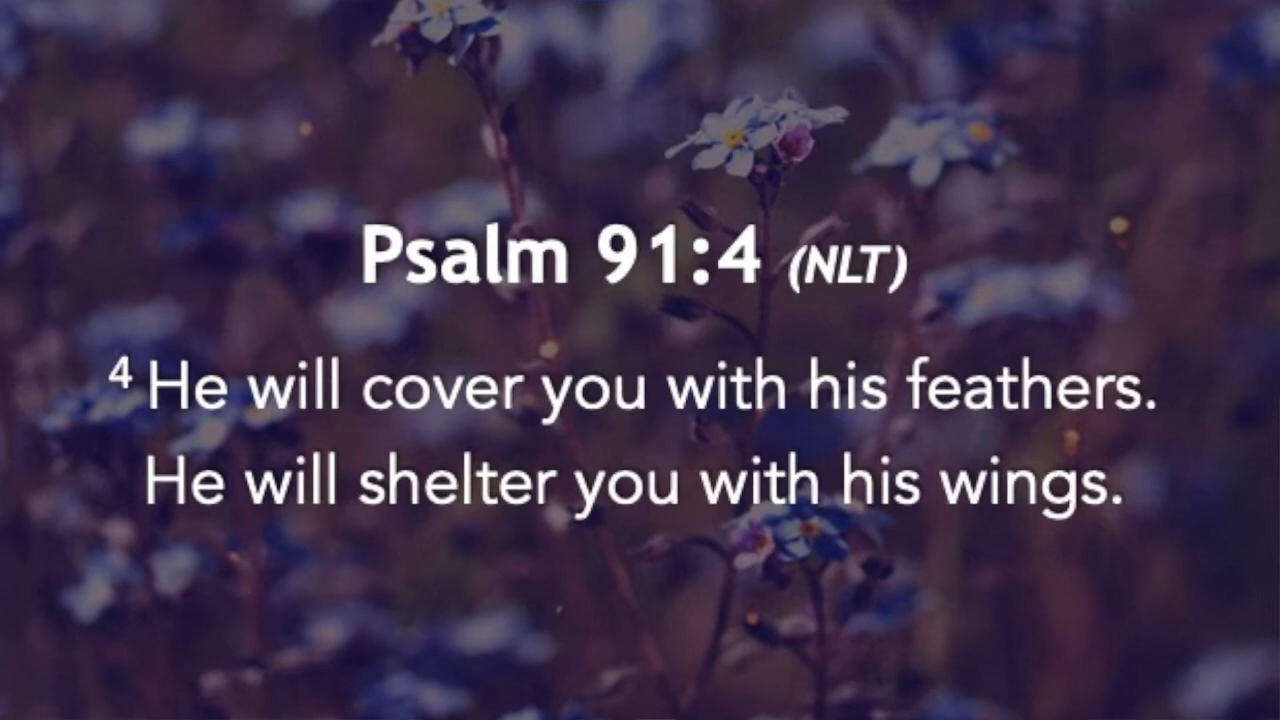 Psalm 91:4 (NLT)
4 He will cover you with his feathers.
He will shelter you with his wings.